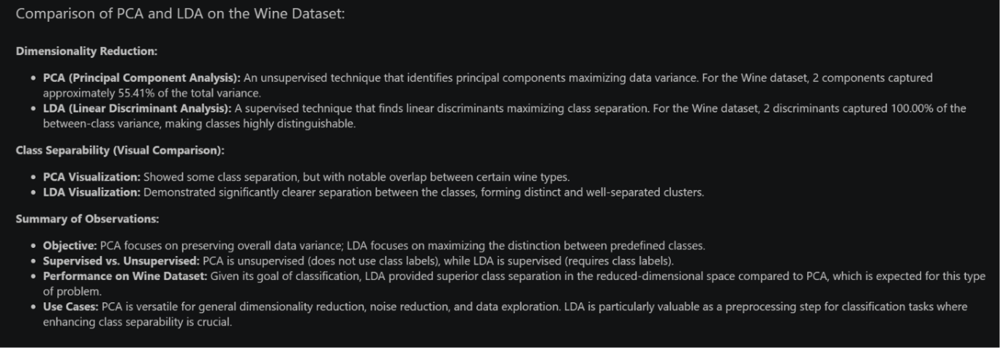 Comparison of PCA and LDA on the Wine Dataset:
Dimensionality Reduction:
• PCA (Principal Component Analysis): An unsupervised technique that identifies principal components maximizing data variance. For the Wine dataset, 2 components captured
approximately 55.41% of the total variance.
• LDA (Linear Discriminant Analysis): A supervised technique that finds linear discriminants maximizing class separation. For the Wine dataset, 2 discriminants captured 100.00% of the
between-class variance, making classes highly distinguishable.
Class Separability (Visual Comparison):
• PCA Visualization: Showed some class separation, but with notable overlap between certain wine types.
• LDA Visualization: Demonstrated significantly clearer separation between the classes, forming distinct and well-separated clusters.
Summary of Observations:
• Objective: PCA focuses on preserving overall data variance; LDA focuses on maximizing the distinction between predefined classes.
• Supervised vs. Unsupervised: PCA is unsupervised (does not use class labels), while LDA is supervised (requires class labels).
• Performance on Wine Dataset: Given its goal of classification, LDA provided superior class separation in the reduced-dimensional space compared to PCA, which is expected for this type
of problem.
• Use Cases: PCA is versatile for general dimensionality reduction, noise reduction, and data exploration. LDA is particularly valuable as a preprocessing step for classification tasks where
enhancing class separability is crucial.